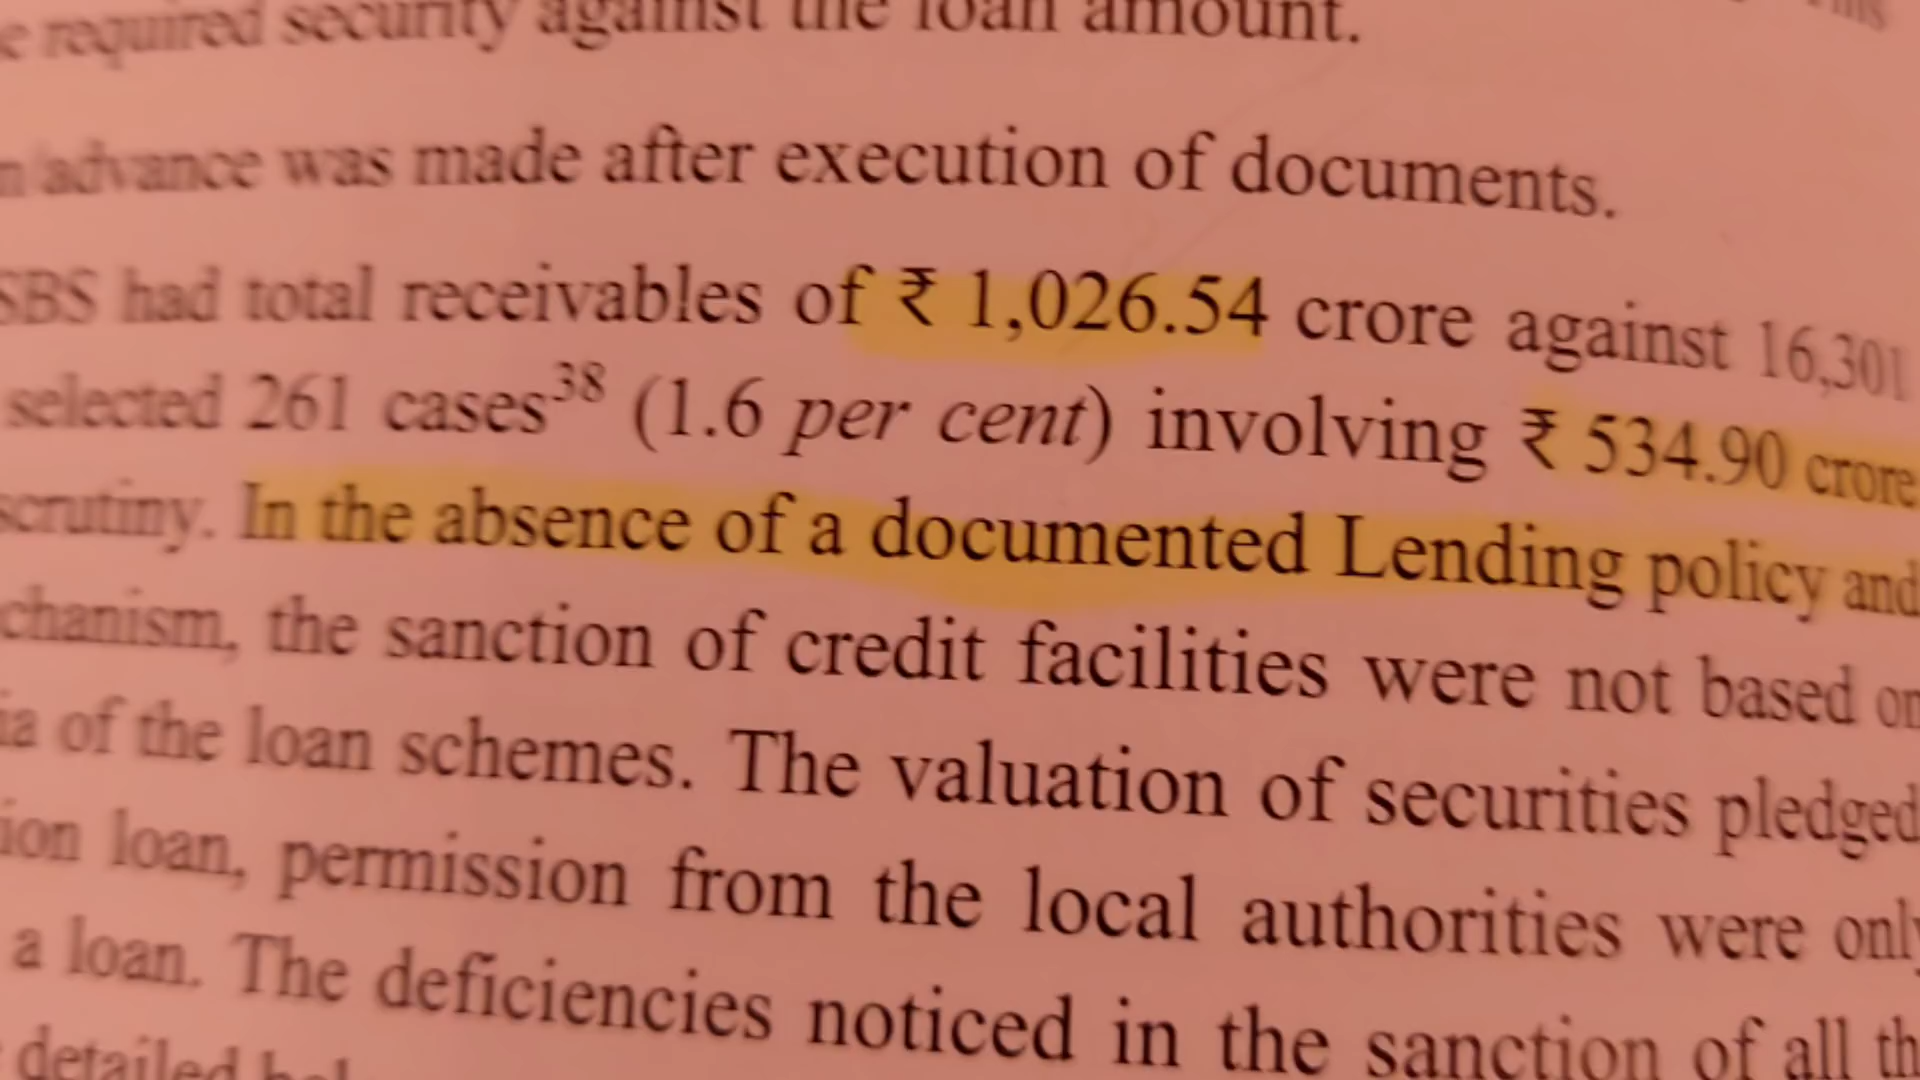 required security against the loan amount.
advance was made after execution of documents.
SBS had total receivables of ₹ 1,026.54 crore against 16,301
selected 261 cases38 (1.6 per cent) involving ₹ 534.90 crore
scrutiny. In the absence of a documented Lending policy and
chanism, the sanction of credit facilities were not based on
ia of the loan schemes. The valuation of securities pledged
ion loan, permission from the local authorities were only
a loan. The deficiencies noticed in the sanction of all th
detailed